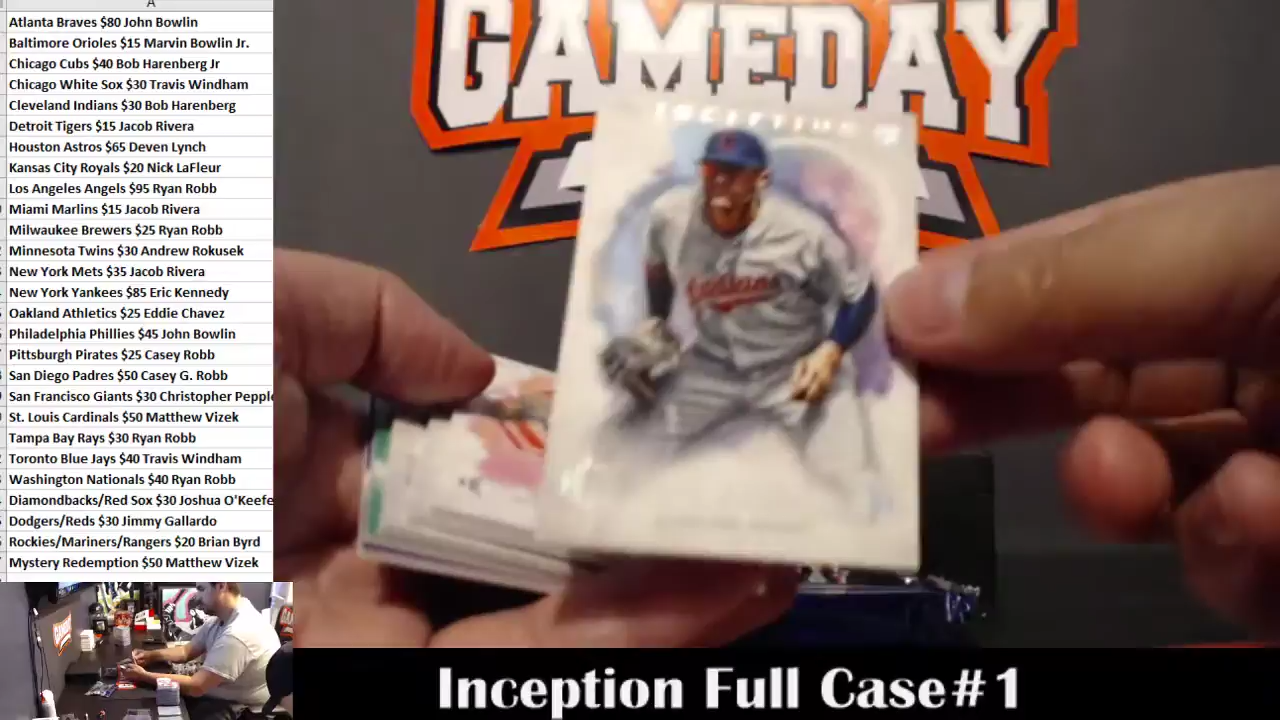 A
Atlanta Braves $80 John Bowlin
Baltimore Orioles $15 Marvin Bowlin Jr.
Chicago Cubs $40 Bob Harenberg Jr
Chicago White Sox $30 Travis Windham
Cleveland Indians $30 Bob Harenberg
Detroit Tigers $15 Jacob Rivera
Houston Astros $65 Deven Lynch
Kansas City Royals $20 Nick LaFleur
Los Angeles Angels $95 Ryan Robb
Miami Marlins $15 Jacob Rivera
Milwaukee Brewers $25 Ryan Robb
Minnesota Twins $30 Andrew Rokusek
New York Mets $35 Jacob Rivera
New York Yankees $85 Eric Kennedy
Oakland Athletics $25 Eddie Chavez
Philadelphia Phillies $45 John Bowlin
Pittsburgh Pirates $25 Casey Robb
San Diego Padres $50 Casey G. Robb
San Francisco Giants $30 Christopher Pepple
St. Louis Cardinals $50 Matthew Vizek
Tampa Bay Rays $30 Ryan Robb
Toronto Blue Jays $40 Travis Windham
Washington Nationals $40 Ryan Robb
Diamondbacks/Red Sox $30 Joshua O'Keefe
Dodgers/Reds $30 Jimmy Gallardo
Rockies/Mariners/Rangers $20 Brian Byrd
Mystery Redemption $50 Matthew Vizek
GAMEDAY
INCEPTION
Indians
Inception Full Case#1